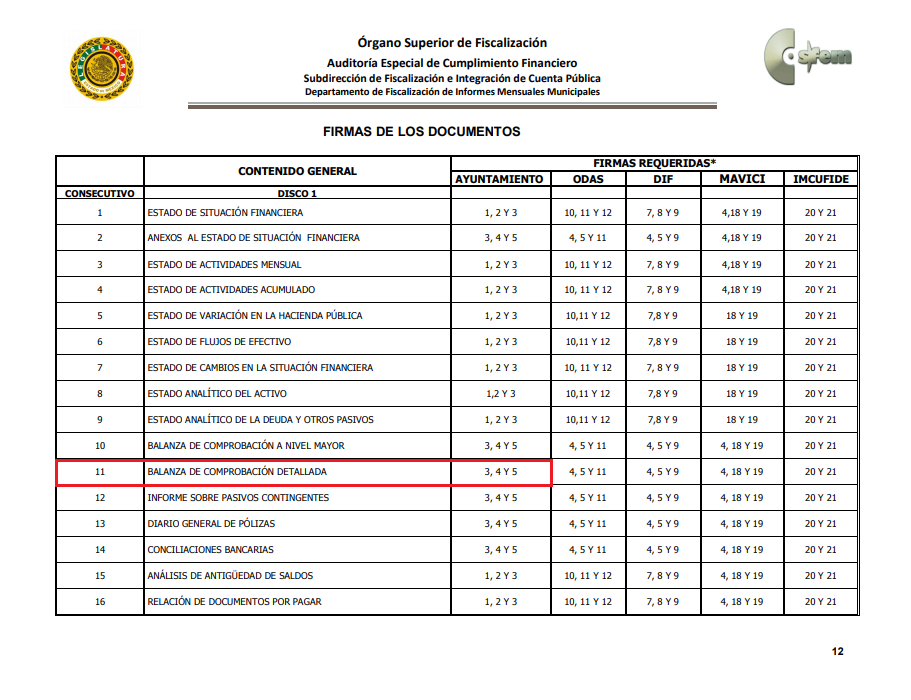 Órgano Superior de Fiscalización
Auditoría Especial de Cumplimiento Financiero
Subdirección de Fiscalización e Integración de Cuenta Pública
Departamento de Fiscalización de Informes Mensuales Municipales
osfem
FIRMAS DE LOS DOCUMENTOS
CONTENIDO GENERAL FIRMAS REQUERIDAS*
AYUNTAMIENTO ODAS DIF MAVICI IMCUFIDE
CONSECUTIVO DISCO 1
1 ESTADO DE SITUACIÓN FINANCIERA 1, 2 Y 3 10, 11 Y 12 7, 8 Y 9 4,18 Y 19 20 Y 21
2 ANEXOS AL ESTADO DE SITUACIÓN FINANCIERA 3, 4 Y 5 4, 5 Y 11 4, 5 Y 9 4,18 Y 19 20 Y 21
3 ESTADO DE ACTIVIDADES MENSUAL 1, 2 Y 3 10, 11 Y 12 7, 8 Y 9 4,18 Y 19 20 Y 21
4 ESTADO DE ACTIVIDADES ACUMULADO 1, 2 Y 3 10, 11 Y 12 7, 8 Y 9 4,18 Y 19 20 Y 21
5 ESTADO DE VARIACIÓN EN LA HACIENDA PÚBLICA 1, 2 Y 3 10,11 Y 12 7,8 Y 9 18 Y 19 20 Y 21
6 ESTADO DE FLUJOS DE EFECTIVO 1, 2 Y 3 10,11 Y 12 7,8 Y 9 18 Y 19 20 Y 21
7 ESTADO DE CAMBIOS EN LA SITUACIÓN FINANCIERA 1, 2 Y 3 10, 11 Y 12 7, 8 Y 9 18 Y 19 20 Y 21
8 ESTADO ANALÍTICO DEL ACTIVO 1,2 Y 3 10,11 Y 12 7,8 Y 9 18 Y 19 20 Y 21
9 ESTADO ANALÍTICO DE LA DEUDA Y OTROS PASIVOS 1, 2 Y 3 10,11 Y 12 7,8 Y 9 18 Y 19 20 Y 21
10 BALANZA DE COMPROBACIÓN A NIVEL MAYOR 3, 4 Y 5 4, 5 Y 11 4, 5 Y 9 4, 18 Y 19 20 Y 21
11 BALANZA DE COMPROBACIÓN DETALLADA 3, 4 Y 5 4, 5 Y 11 4, 5 Y 9 4, 18 Y 19 20 Y 21
12 INFORME SOBRE PASIVOS CONTINGENTES 3, 4 Y 5 4, 5 Y 11 4, 5 Y 9 4, 18 Y 19 20 Y 21
13 DIARIO GENERAL DE PÓLIZAS 3, 4 Y 5 4, 5 Y 11 4, 5 Y 9 4, 18 Y 19 20 Y 21
14 CONCILIACIONES BANCARIAS 3, 4 Y 5 4, 5 Y 11 4, 5 Y 9 4, 18 Y 19 20 Y 21
15 ANÁLISIS DE ANTIGÜEDAD DE SALDOS 1, 2 Y 3 10, 11 Y 12 7, 8 Y 9 4, 18 Y 19 20 Y 21
16 RELACIÓN DE DOCUMENTOS POR PAGAR 1, 2 Y 3 10, 11 Y 12 7, 8 Y 9 4, 18 Y 19 20 Y 21
12